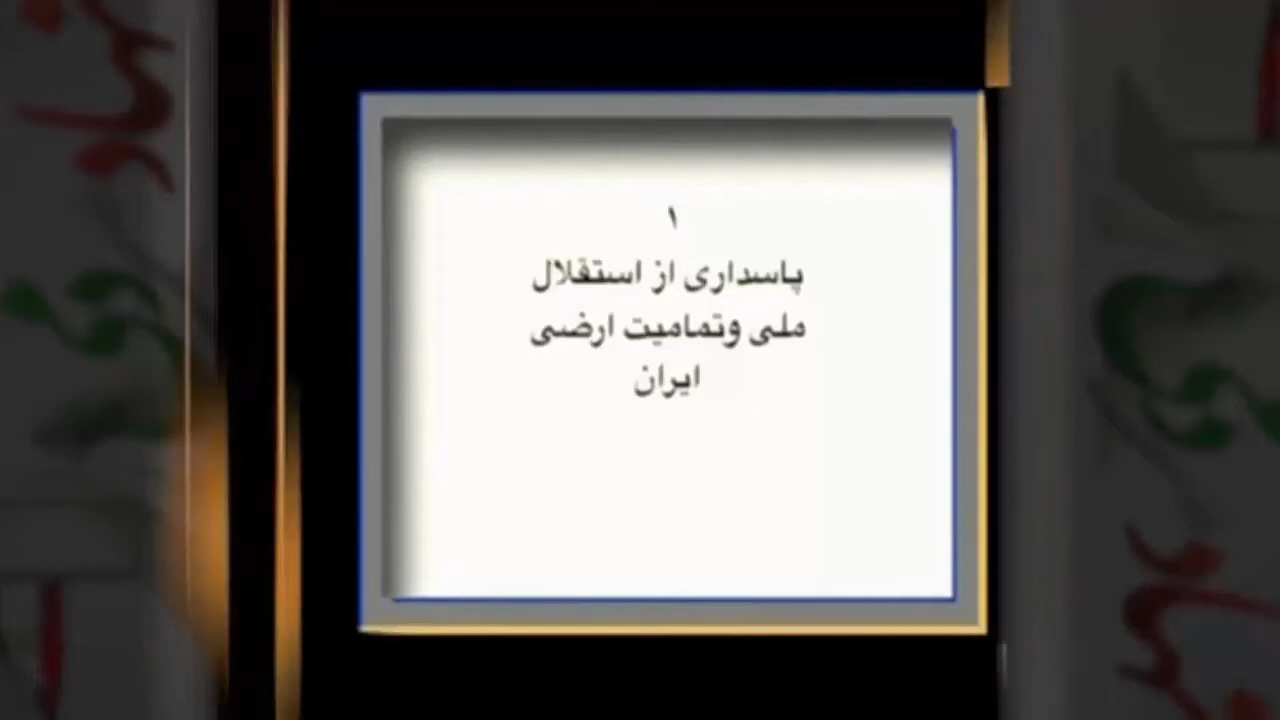 ۱
پاسداری از استقلال
ملی وتمامیت ارضی
ایران